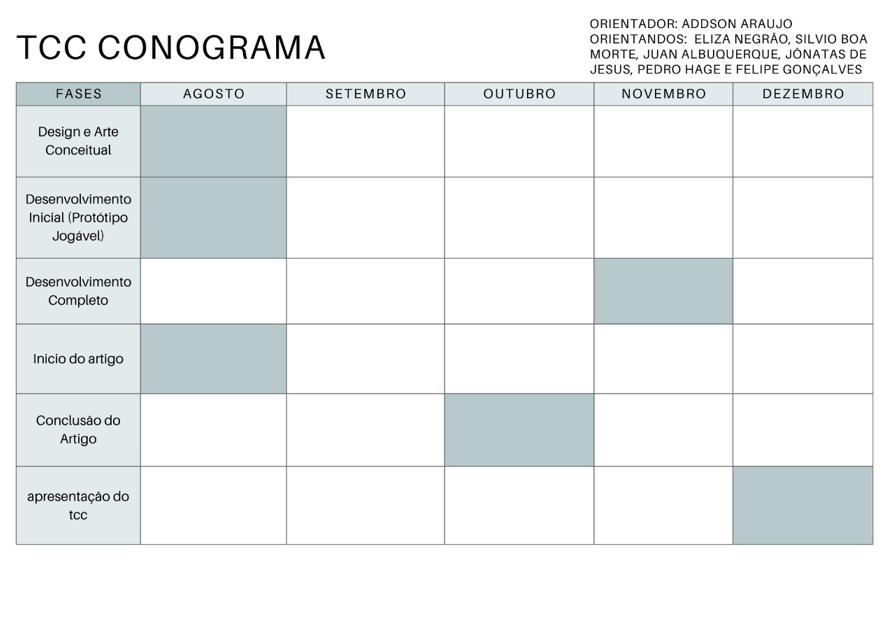 TCC CONOGRAMA
ORIENTADOR: ADDSON ARAUJO
ORIENTANDOS: ELIZA NEGRÃO, SILVIO BOA
MORTE, JUAN ALBUQUERQUE, JÔNATAS DE
JESUS, PEDRO HAGE E FELIPE GONÇALVES
FASES AGOSTO SETEMBRO OUTUBRO NOVEMBRO DEZEMBRO
Design e Arte
Conceitual
Desenvolvimento
Inicial (Protótipo
Jogável)
Desenvolvimento
Completo
Inicio do artigo
Conclusão do
Artigo
apresentação do
tcc